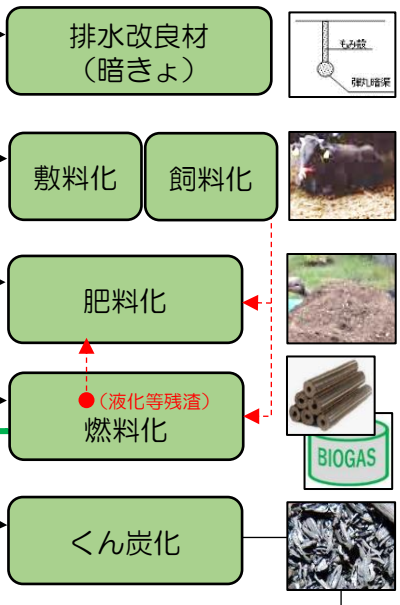 排水改良材
（暗きょ）
もみ殻
弾丸暗渠
敷料化
飼料化
肥料化
（液化等残渣）
燃料化
BIOGAS
くん炭化